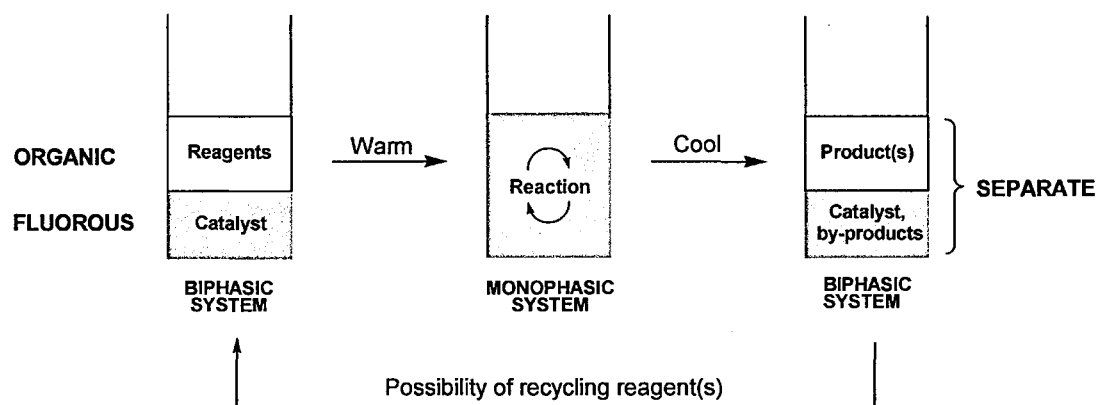 ORGANIC
FLUOROUS
Reagents
Catalyst
BIPHASIC
SYSTEM
Warm
Reaction
MONOPHASIC
SYSTEM
Cool
Product(s)
Catalyst,
by-products
BIPHASIC
SYSTEM
SEPARATE
Possibility of recycling reagent(s)